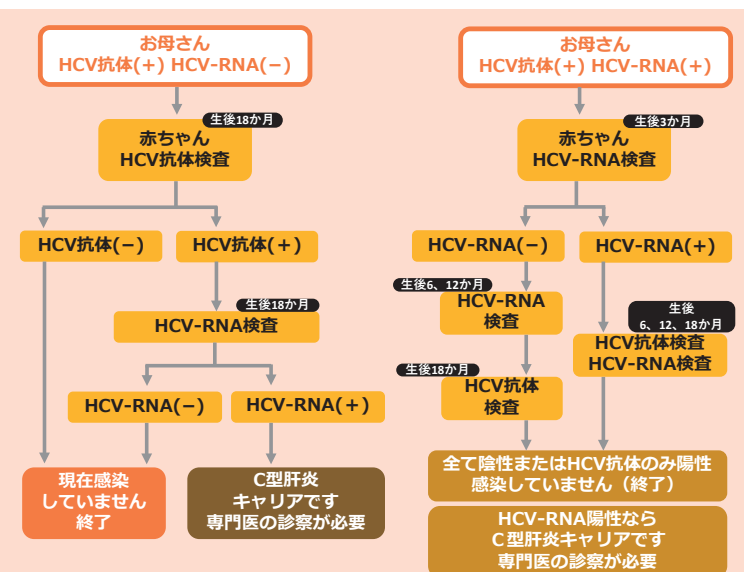 お母さん
HCV抗体(+) HCV-RNA(−)
生後18か月
赤ちゃん
HCV抗体検査
HCV抗体(−)
HCV抗体(+)
生後18か月
HCV-RNA検査
HCV-RNA(−)
HCV-RNA(+)
現在感染
していません
終了
C型肝炎
キャリアです
専門医の診察が必要
お母さん
HCV抗体(+) HCV-RNA(+)
生後3か月
赤ちゃん
HCV-RNA検査
HCV-RNA(−)
HCV-RNA(+)
生後6、12か月
HCV-RNA
検査
生後18か月
HCV抗体
検査
生後
6、12、18か月
HCV抗体検査
HCV-RNA検査
全て陰性またはHCV抗体のみ陽性
感染していません（終了）
HCV-RNA陽性なら
C型肝炎キャリアです
専門医の診察が必要